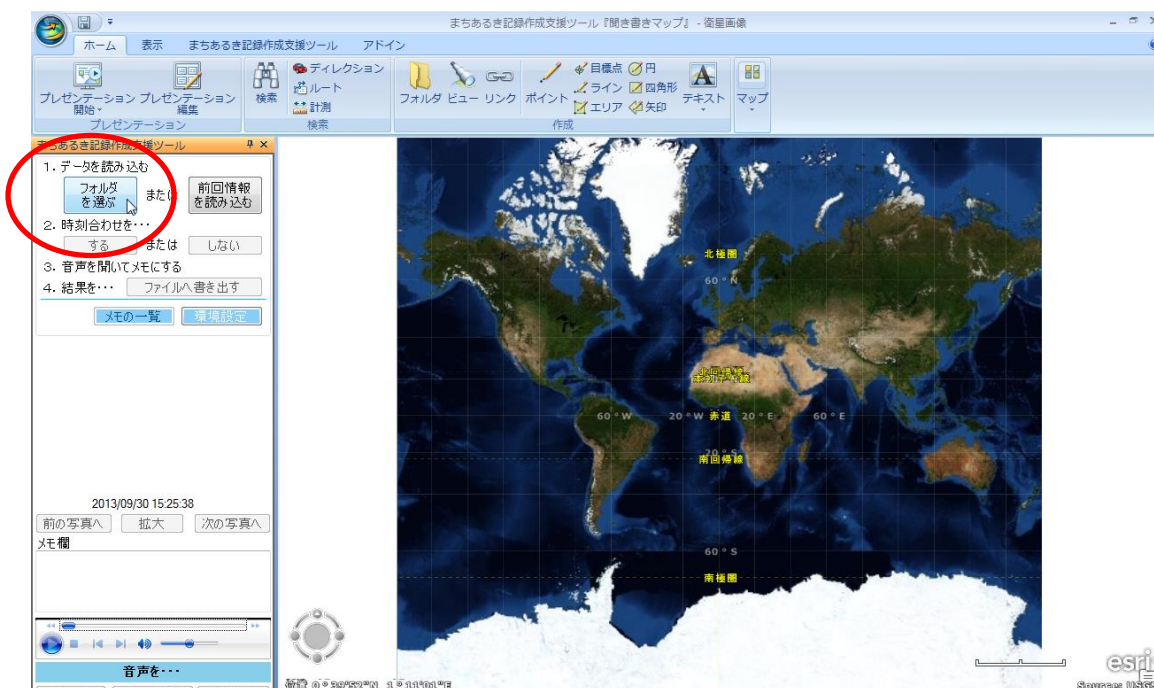 まちあるき記録作成支援ツール『聞き書きマップ』 - 衛星画像
ホーム 表示 まちあるき記録作成支援ツール アドイン
プレゼンテーション開始
プレゼンテーション編集
プレゼンテーション
検索
ディレクション
ルート
計測
検索
フォルダ ビュー リンク ポイント
目標点 円
ライン 四角形
エリア 矢印
テキスト
作成
マップ
まちあるき記録作成支援ツール
1. データを読み込む
フォルダを選ぶ または 前回情報を読み込む
2. 時刻合わせを・・・
する または しない
3. 音声を聞いてメモにする
4. 結果を・・・ ファイルへ書き出す
メモの一覧 環境設定
2013/09/30 15:25:38
前の写真へ 拡大 次の写真へ
メモ欄
音声を・・・
北極圏
60 ° N
北回帰線
60 ° W 20 ° W 赤道 20 ° E 60 ° E
20 ° S
南回帰線
60 ° S
南極圏
esri